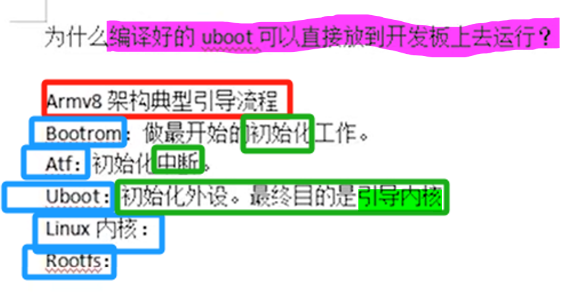 为什么编译好的 uboot 可以直接放到开发板上去运行？
Armv8 架构典型引导流程
Bootrom：做最开始的初始化工作。
Atf：初始化中断。
Uboot：初始化外设。最终目的是引导内核
Linux 内核：
Rootfs：